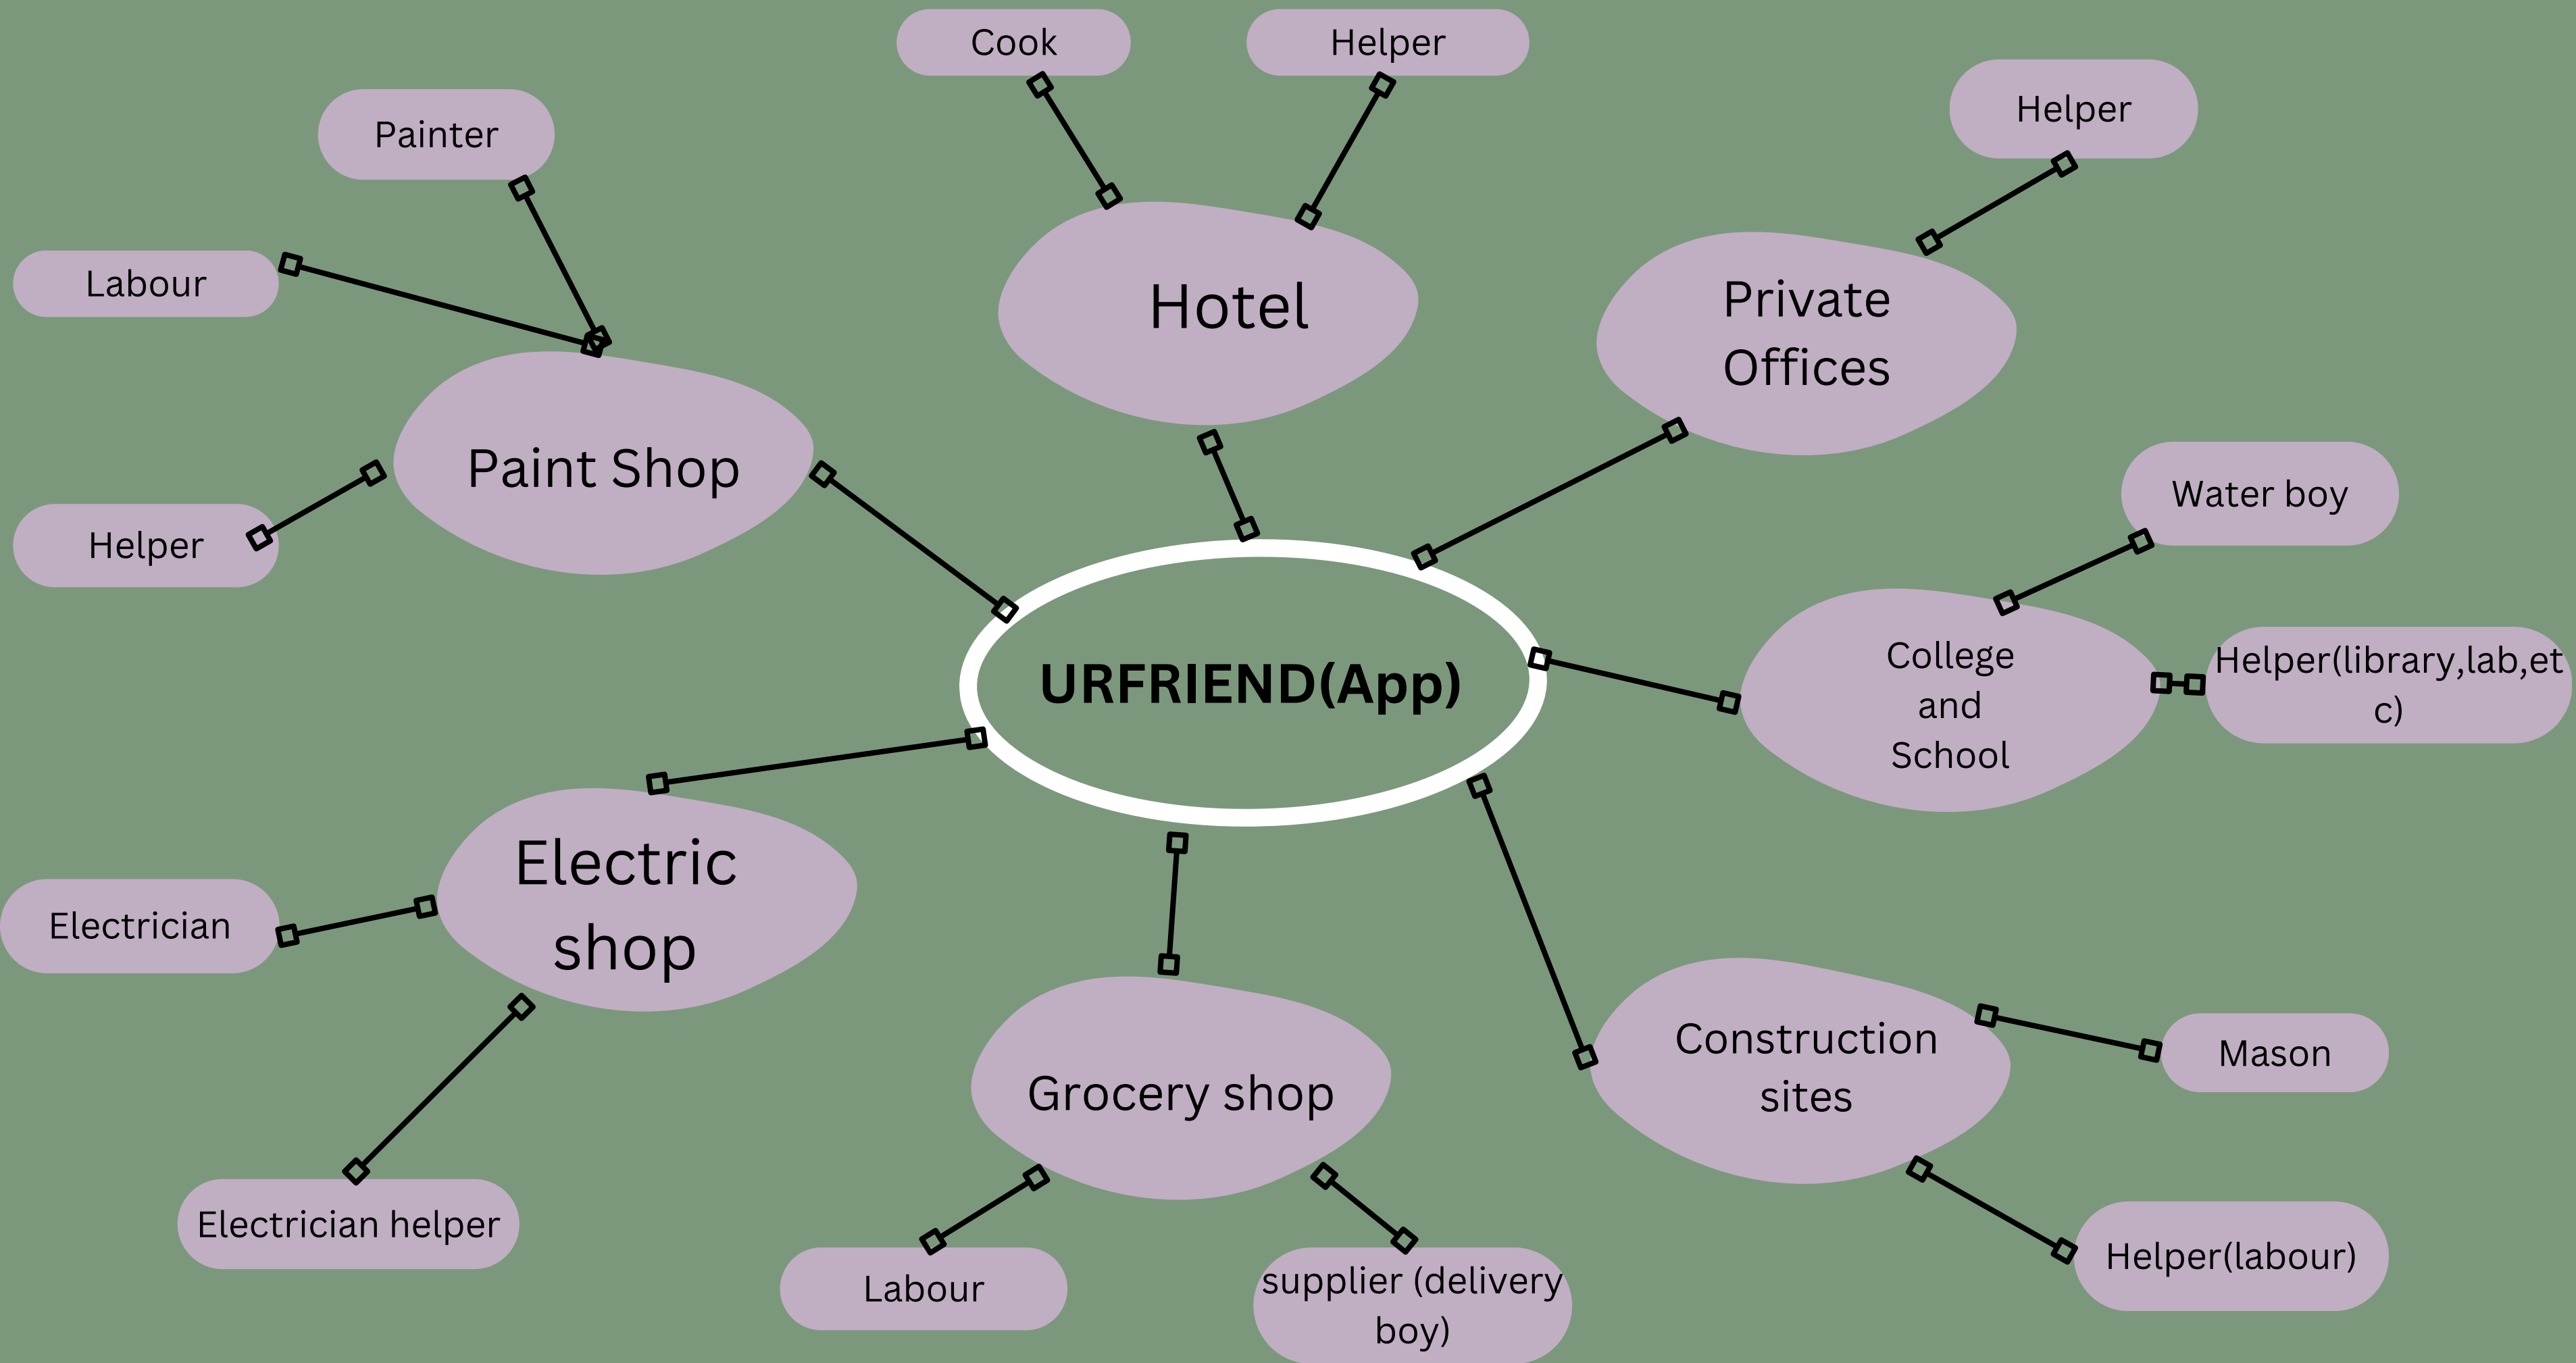 Cook
Helper
Helper
Painter
Labour
Hotel
Private
Offices
Paint Shop
Helper
Water boy
URFRIEND(App)
College
and
School
Helper(library,lab,et
c)
Electric
shop
Electrician
Electrician helper
Grocery shop
Labour
supplier (delivery
boy)
Construction
sites
Mason
Helper(labour)